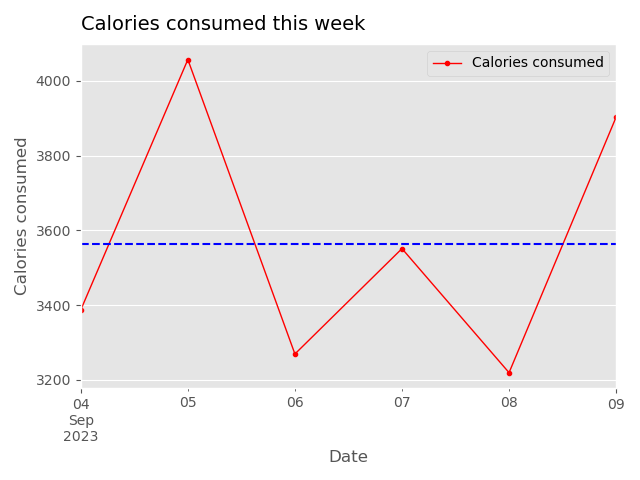 Calories consumed this week
Calories consumed
4000
3800
3600
3400
3200
Calories consumed
04
Sep
2023
05
06
07
08
09
Date